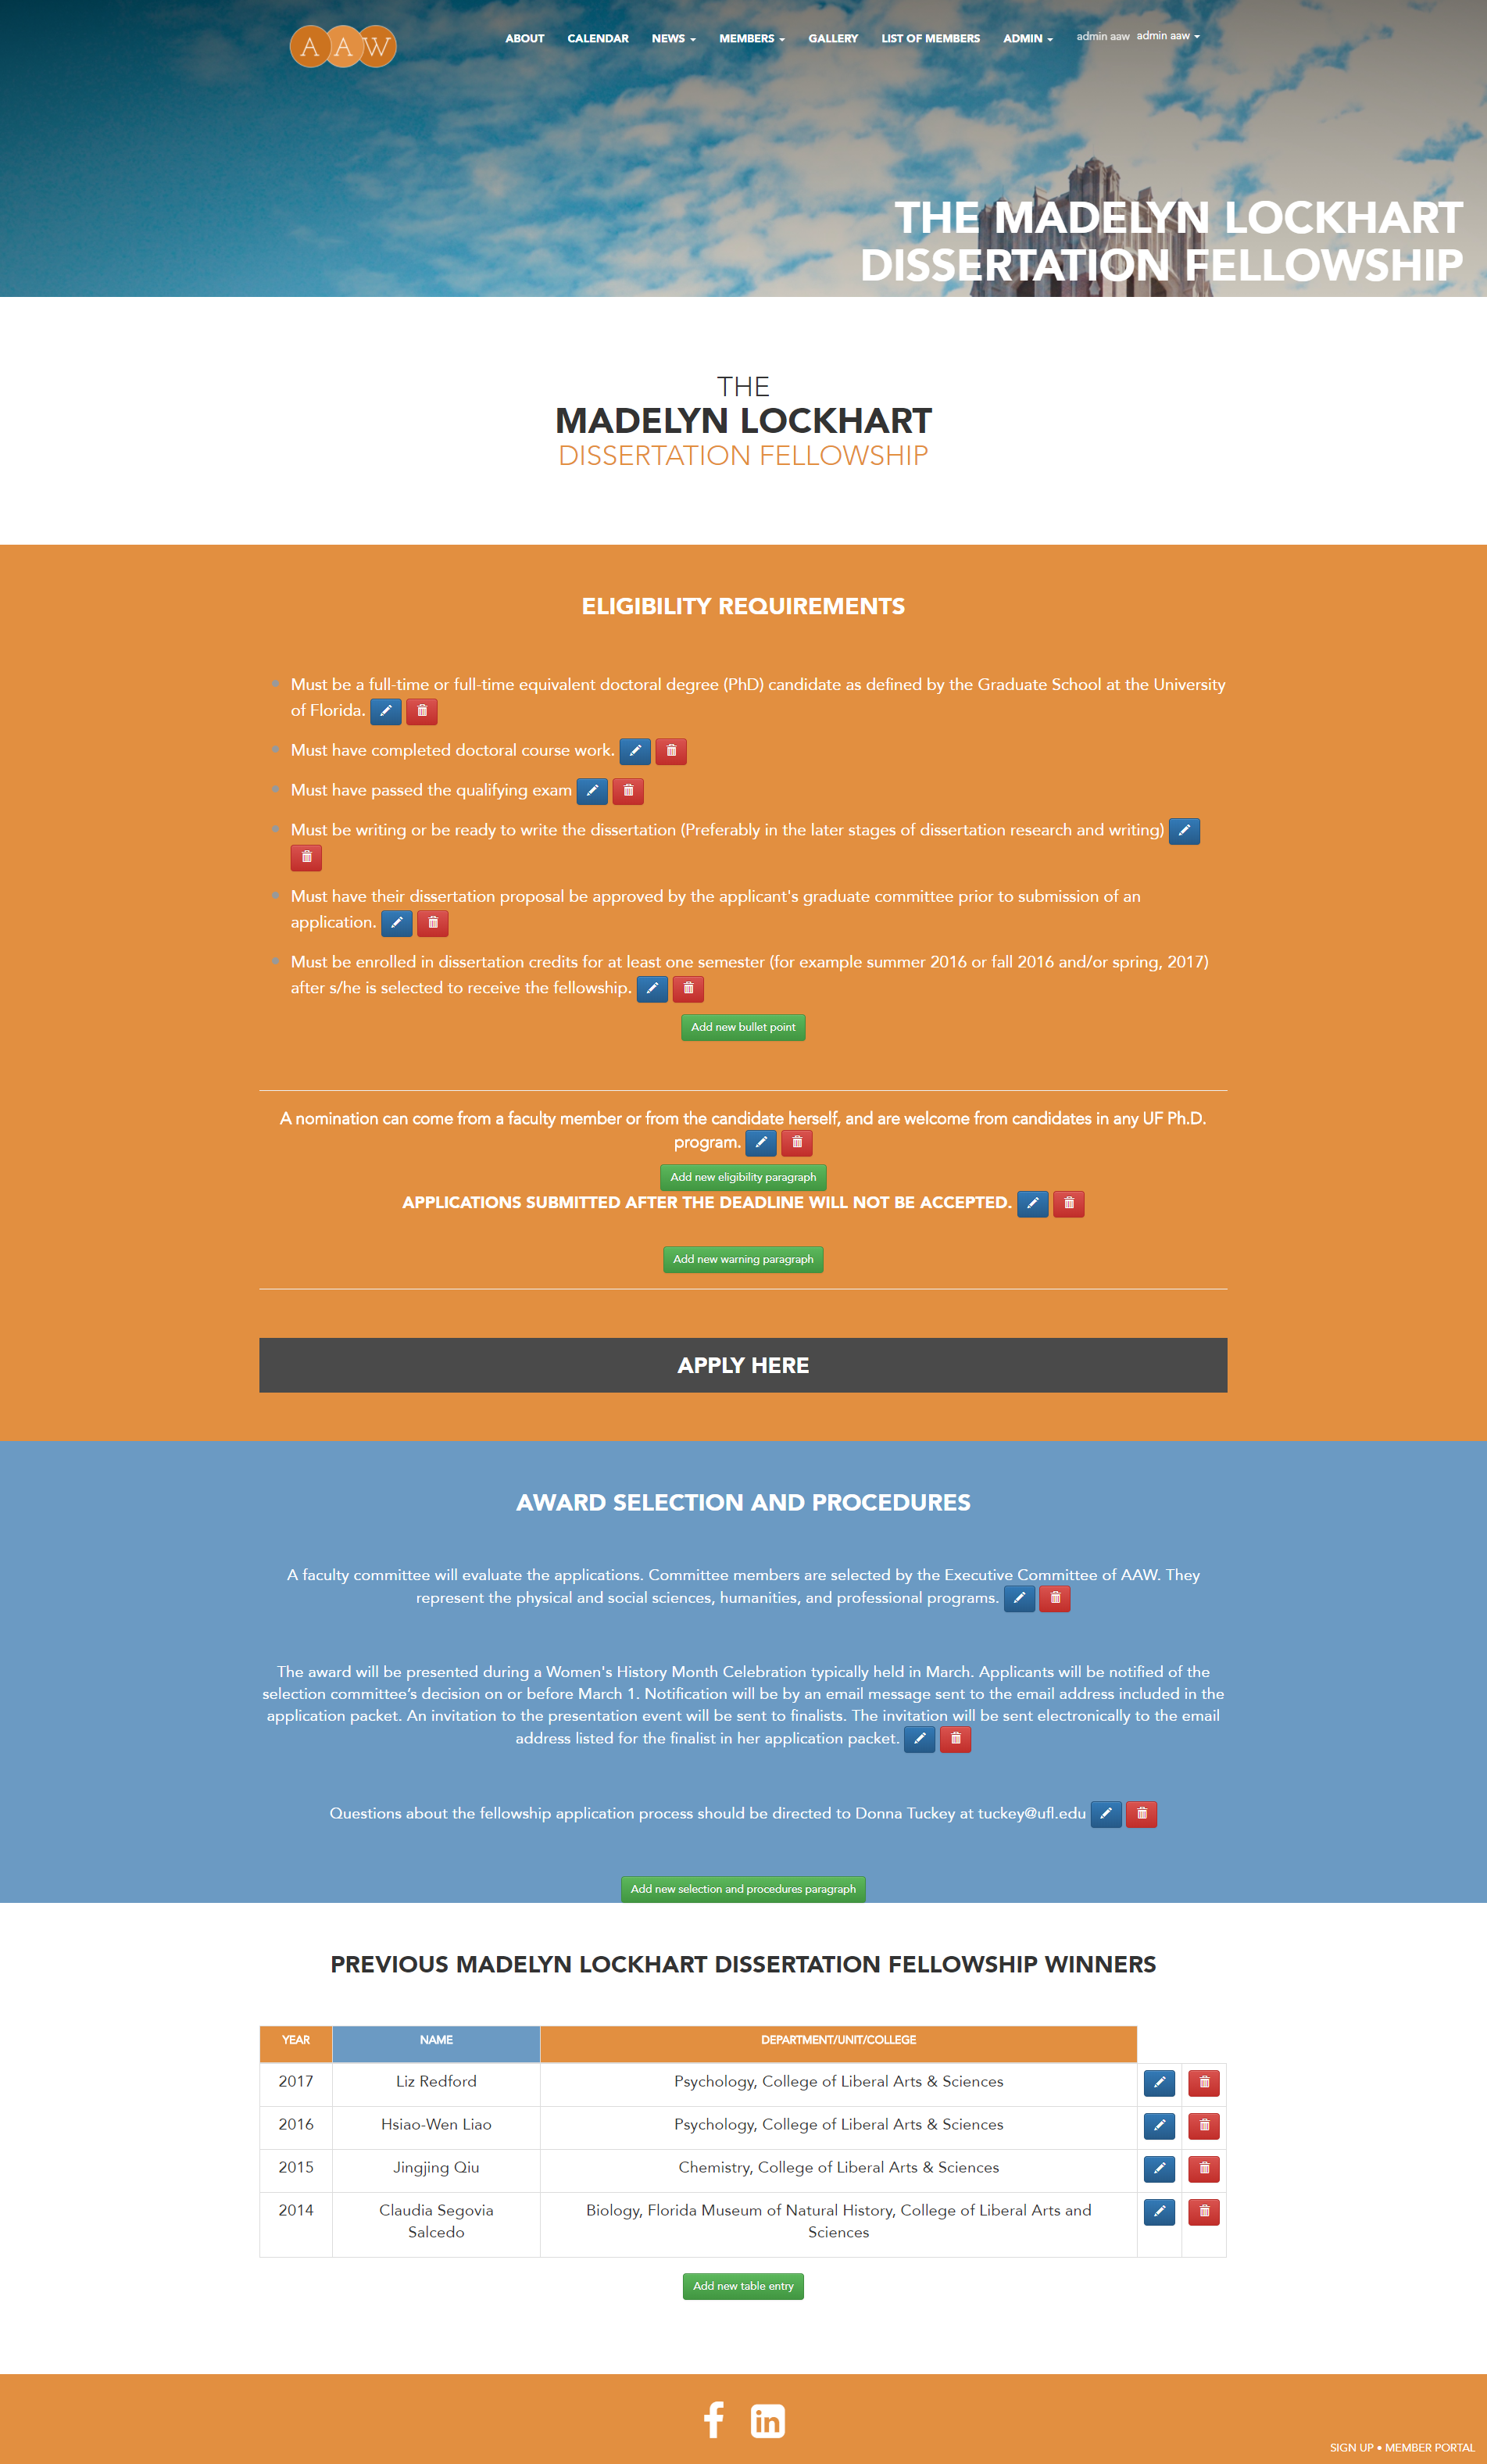 AAW
ABOUT CALENDAR NEWS MEMBERS GALLERY LIST OF MEMBERS ADMIN admin aaw admin aaw
THE MADELYN LOCKHART
DISSERTATION FELLOWSHIP
THE
MADELYN LOCKHART
DISSERTATION FELLOWSHIP
ELIGIBILITY REQUIREMENTS
Must be a full-time or full-time equivalent doctoral degree (PhD) candidate as defined by the Graduate School at the University
of Florida.
Must have completed doctoral course work.
Must have passed the qualifying exam
Must be writing or be ready to write the dissertation (Preferably in the later stages of dissertation research and writing)
Must have their dissertation proposal be approved by the applicant's graduate committee prior to submission of an
application.
Must be enrolled in dissertation credits for at least one semester (for example summer 2016 or fall 2016 and/or spring, 2017)
after s/he is selected to receive the fellowship.
Add new bullet point
A nomination can come from a faculty member or from the candidate herself, and are welcome from candidates in any UF Ph.D.
program.
Add new eligibility paragraph
APPLICATIONS SUBMITTED AFTER THE DEADLINE WILL NOT BE ACCEPTED.
Add new warning paragraph
APPLY HERE
AWARD SELECTION AND PROCEDURES
A faculty committee will evaluate the applications. Committee members are selected by the Executive Committee of AAW. They
represent the physical and social sciences, humanities, and professional programs.
The award will be presented during a Women's History Month Celebration typically held in March. Applicants will be notified of the
selection committee’s decision on or before March 1. Notification will be by an email message sent to the email address included in the
application packet. An invitation to the presentation event will be sent to finalists. The invitation will be sent electronically to the email
address listed for the finalist in her application packet.
Questions about the fellowship application process should be directed to Donna Tuckey at tuckey@ufl.edu
Add new selection and procedures paragraph
PREVIOUS MADELYN LOCKHART DISSERTATION FELLOWSHIP WINNERS
YEAR NAME DEPARTMENT/UNIT/COLLEGE
2017 Liz Redford Psychology, College of Liberal Arts & Sciences
2016 Hsiao-Wen Liao Psychology, College of Liberal Arts & Sciences
2015 Jingjing Qiu Chemistry, College of Liberal Arts & Sciences
2014 Claudia Segovia Biology, Florida Museum of Natural History, College of Liberal Arts and
Salcedo Sciences
Add new table entry
f in
SIGN UP • MEMBER PORTAL